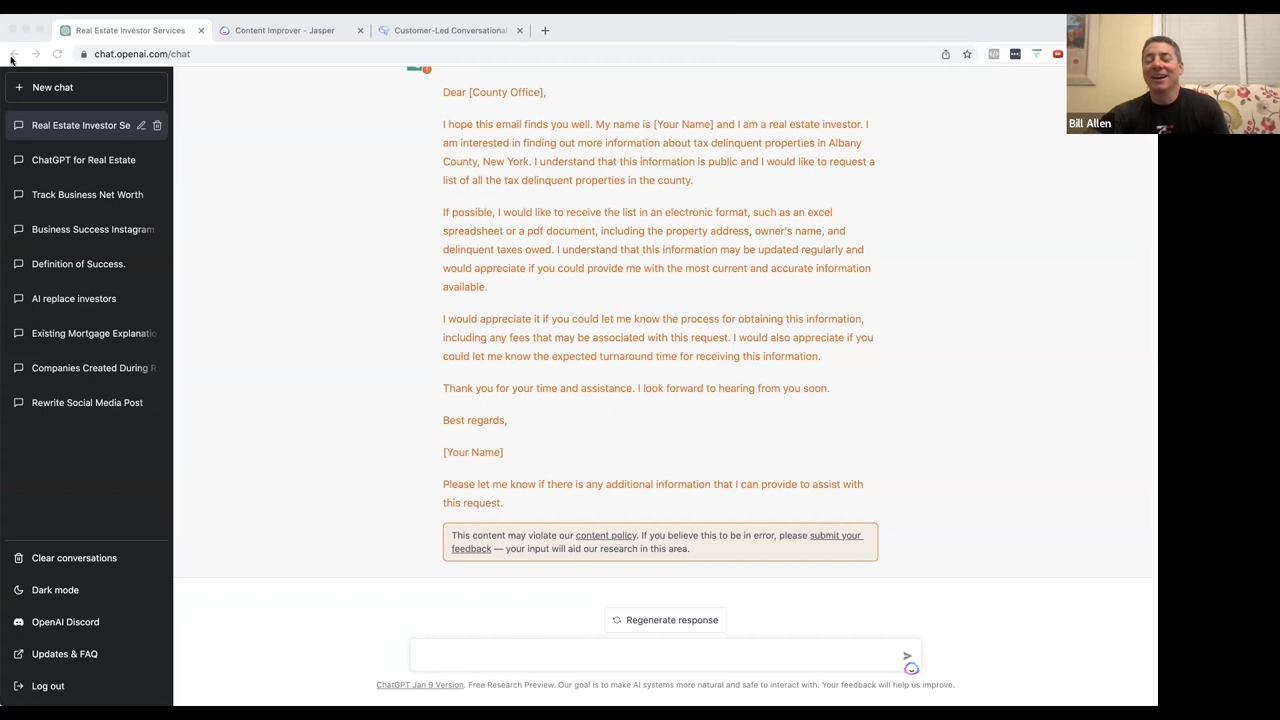 Real Estate Investor Services
Content Improver - Jasper
Customer-Led Conversational
chat.openai.com/chat
New chat
Real Estate Investor Se
ChatGPT for Real Estate
Track Business Net Worth
Business Success Instagram
Definition of Success.
AI replace investors
Existing Mortgage Explanatio
Companies Created During R
Rewrite Social Media Post
Clear conversations
Dark mode
OpenAI Discord
Updates & FAQ
Log out
Dear [County Office],
I hope this email finds you well. My name is [Your Name] and I am a real estate investor. I
am interested in finding out more information about tax delinquent properties in Albany
County, New York. I understand that this information is public and I would like to request a
list of all the tax delinquent properties in the county.
If possible, I would like to receive the list in an electronic format, such as an excel
spreadsheet or a pdf document, including the property address, owner's name, and
delinquent taxes owed. I understand that this information may be updated regularly and
would appreciate if you could provide me with the most current and accurate information
available.
I would appreciate it if you could let me know the process for obtaining this information,
including any fees that may be associated with this request. I would also appreciate if you
could let me know the expected turnaround time for receiving this information.
Thank you for your time and assistance. I look forward to hearing from you soon.
Best regards,
[Your Name]
Please let me know if there is any additional information that I can provide to assist with
this request.
This content may violate our content policy. If you believe this to be in error, please submit your
feedback — your input will aid our research in this area.
Regenerate response
ChatGPT Jan 9 Version. Free Research Preview. Our goal is to make AI systems more natural and safe to interact with. Your feedback will help us improve.
Bill Allen